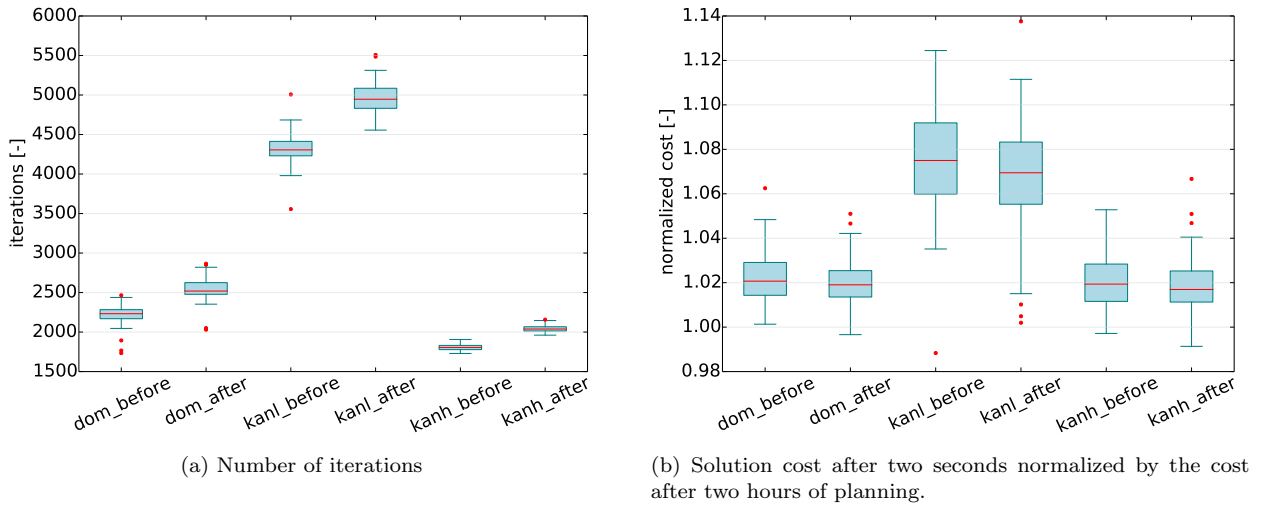 6000
5500
5000
4500
4000
3500
3000
2500
2000
1500
iterations [-]
dom_before
dom_after
kanl_before
kanl_after
kanh_before
kanh_after
(a) Number of iterations
1.14
1.12
1.10
1.08
1.06
1.04
1.02
1.00
0.98
normalized cost [-]
dom_before
dom_after
kanl_before
kanl_after
kanh_before
kanh_after
(b) Solution cost after two seconds normalized by the cost
after two hours of planning.